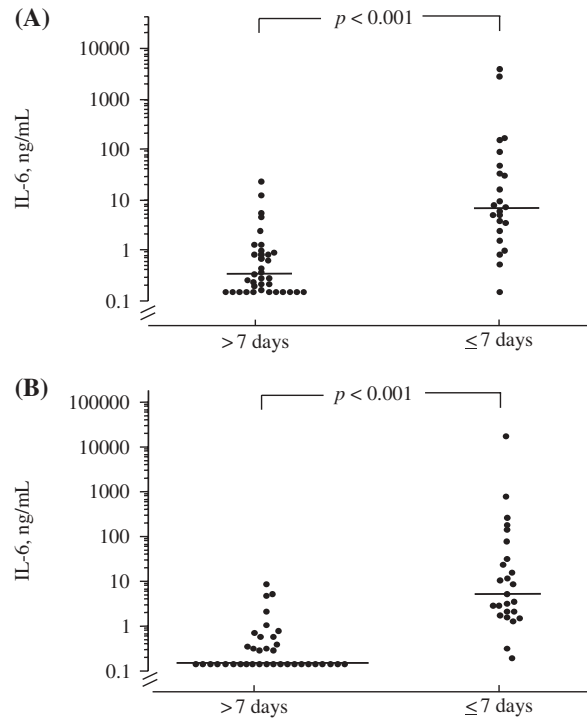 (A)
p < 0.001
10000
1000
100
10
1
0.1
IL-6, ng/mL
> 7 days
≤ 7 days
(B)
p < 0.001
100000
10000
1000
100
10
1
0.1
IL-6, ng/mL
> 7 days
≤ 7 days